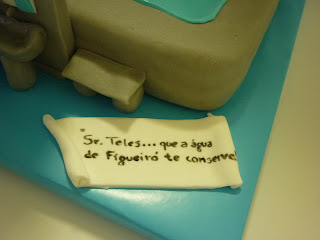 "Sr. Teles... que a água
de Figueiró te conserve!